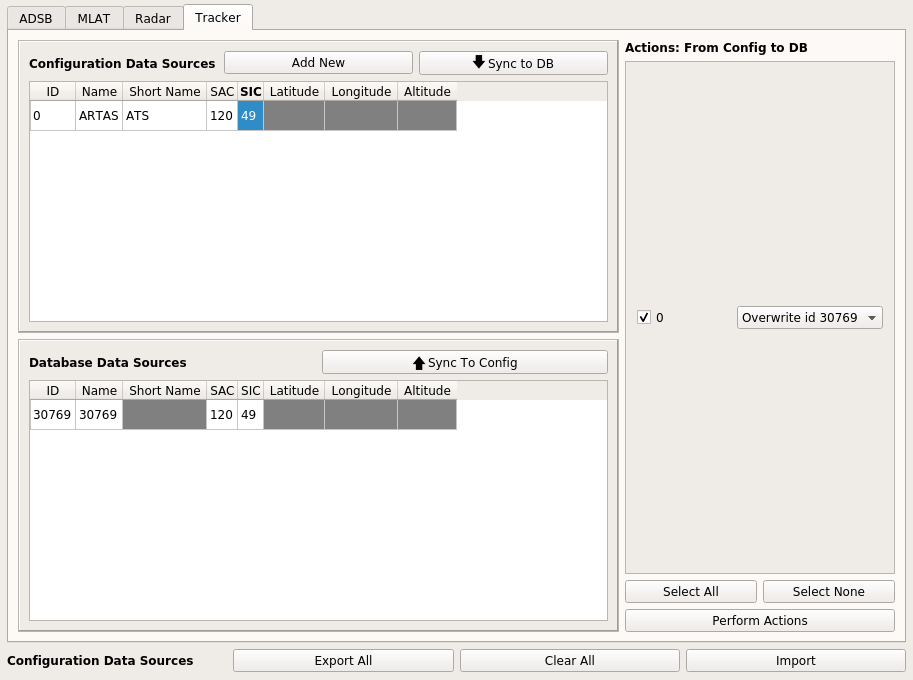 ADSB MLAT Radar Tracker
Configuration Data Sources Add New Sync to DB
ID Name Short Name SAC SIC Latitude Longitude Altitude
0 ARTAS ATS 120 49
Database Data Sources Sync To Config
ID Name Short Name SAC SIC Latitude Longitude Altitude
30769 30769 120 49
Actions: From Config to DB
0 Overwrite id 30769
Select All Select None
Perform Actions
Configuration Data Sources Export All Clear All Import